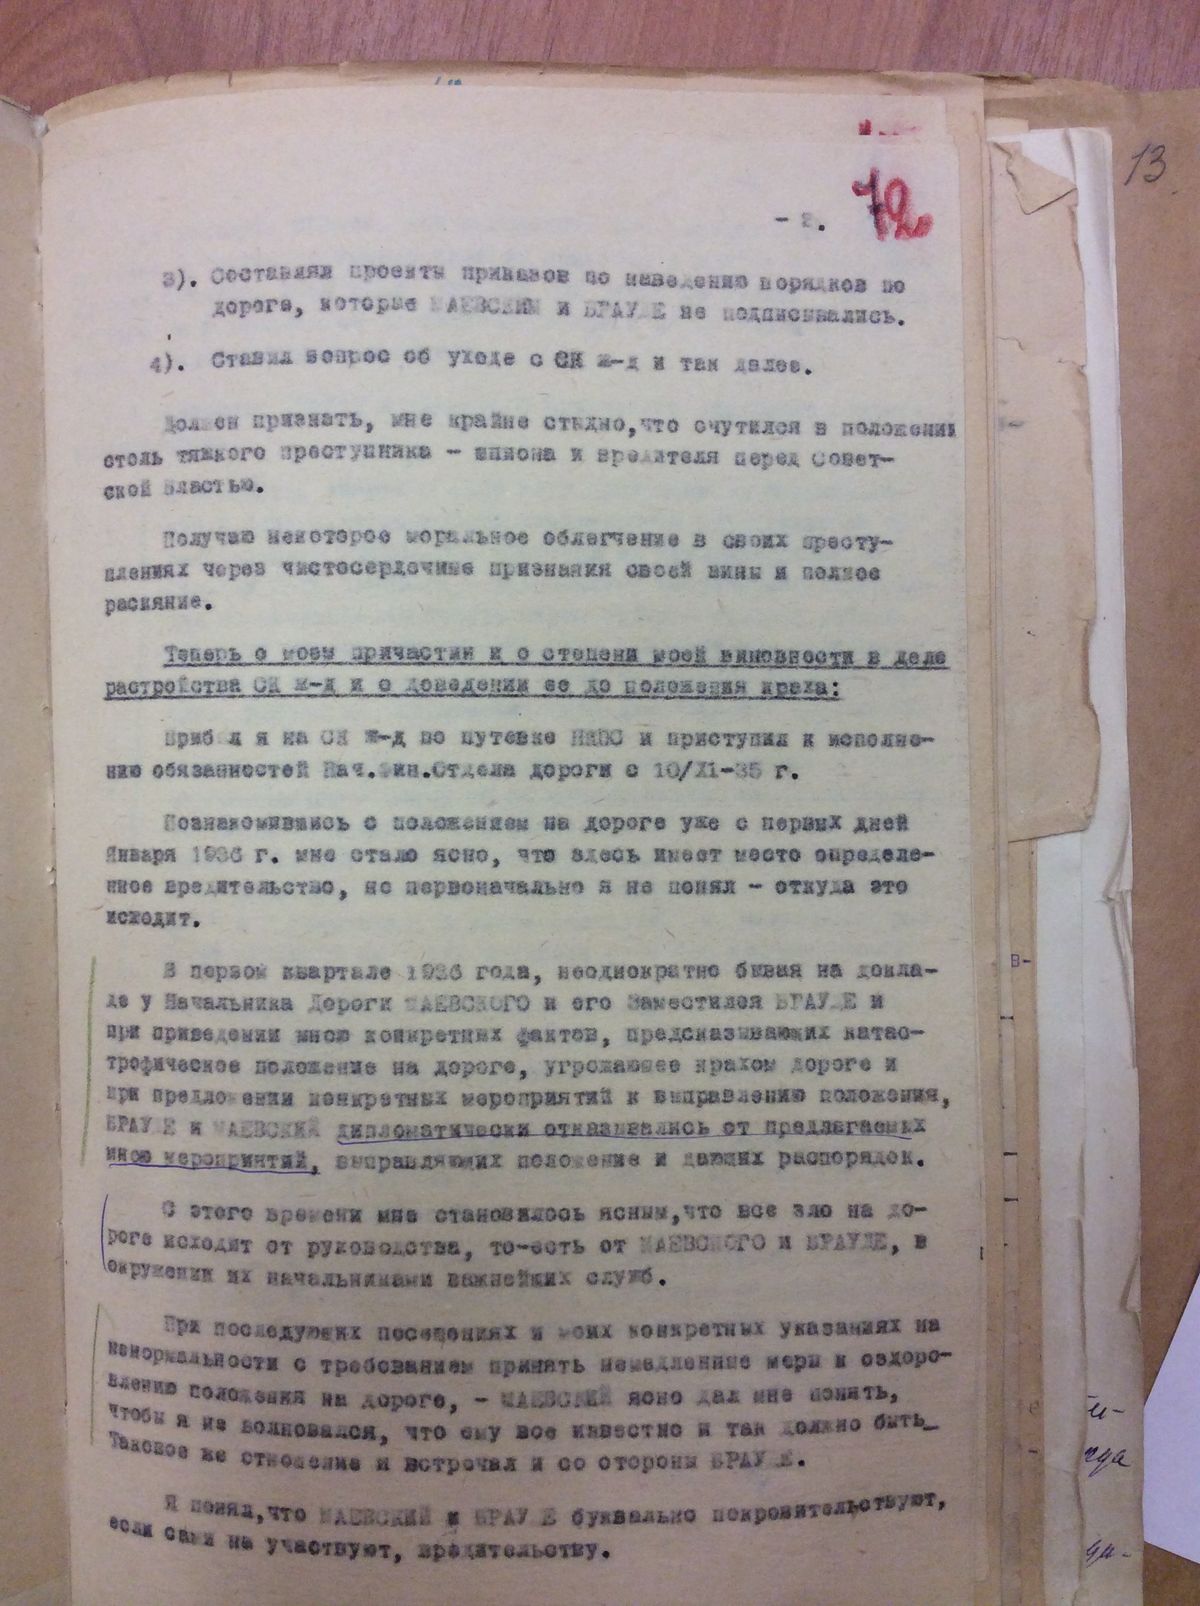 13
72
- 2.
3). Составлял проекты приказов по наведению порядков по
дороге, которые МАЕВСКИМ и БРАУДЕ не подписывались.
4). Ставил вопрос об уходе с СК ж-д и так далее.
Должен признать, мне крайне стыдно,что очутился в положении
столь тяжкого преступника - шпиона и вредителя перед Совет-
ской Властью.
Получаю некоторое моральное облегчение в своих престу-
плениях через чистосердечные признания своей вины и полное
раскяние.
Теперь о моем причастии и о степени моей виновности в деле
растройства СК ж-д и о доведении ее до положения краха:
Прибыл я на СК ж-д по путевке НКПС и приступил к исполне-
нию обязанностей Нач.Фин.Отдела дороги с 10/XI-35 г.
Познакомившись с положением на дороге уже с первых дней
Января 1936 г. мне стало ясно, что здесь имеет место определе-
нное вредительство, но первоначально я не понял - откуда это
исходит.
В первом квартале 1936 года, неоднократно бывая на докла-
де у Начальника Дороги МАЕВСКОГО и его Заместителя БРАУДЕ и
при приведении мною конкретных фактов, предсказывающих катас-
трофическое положение на дороге, угрожающее крахом дороге и
при предложении конкретных мероприятий к выправлению положения,
БРАУДЕ и МАЕВСКИЙ дипломатически отказывались от предлагаемых
мною мероприятий, выправляющих положение и дающих распорядок.
С этого времени мне становилось ясным,что все зло на до-
роге исходит от руководства, то-есть от МАЕВСКОГО и БРАУДЕ, в
окружении их начальниками важнейших служб.
При последующих посещениях и моих конкретных указаниях на
ненормальности с требованием принять немедленные меры к оздоро-
влению положения на дороге, - МАЕВСКИЙ ясно дал мне понять,
чтобы я не волновался, что ему все известно и так должно быть_
Таковое же отношение я встречал и со стороны БРАУДЕ.
Я понял,что МАЕВСКИЙ и БРАУДЕ буквально покровительствуют,
если сами не участвуют, вредительству.